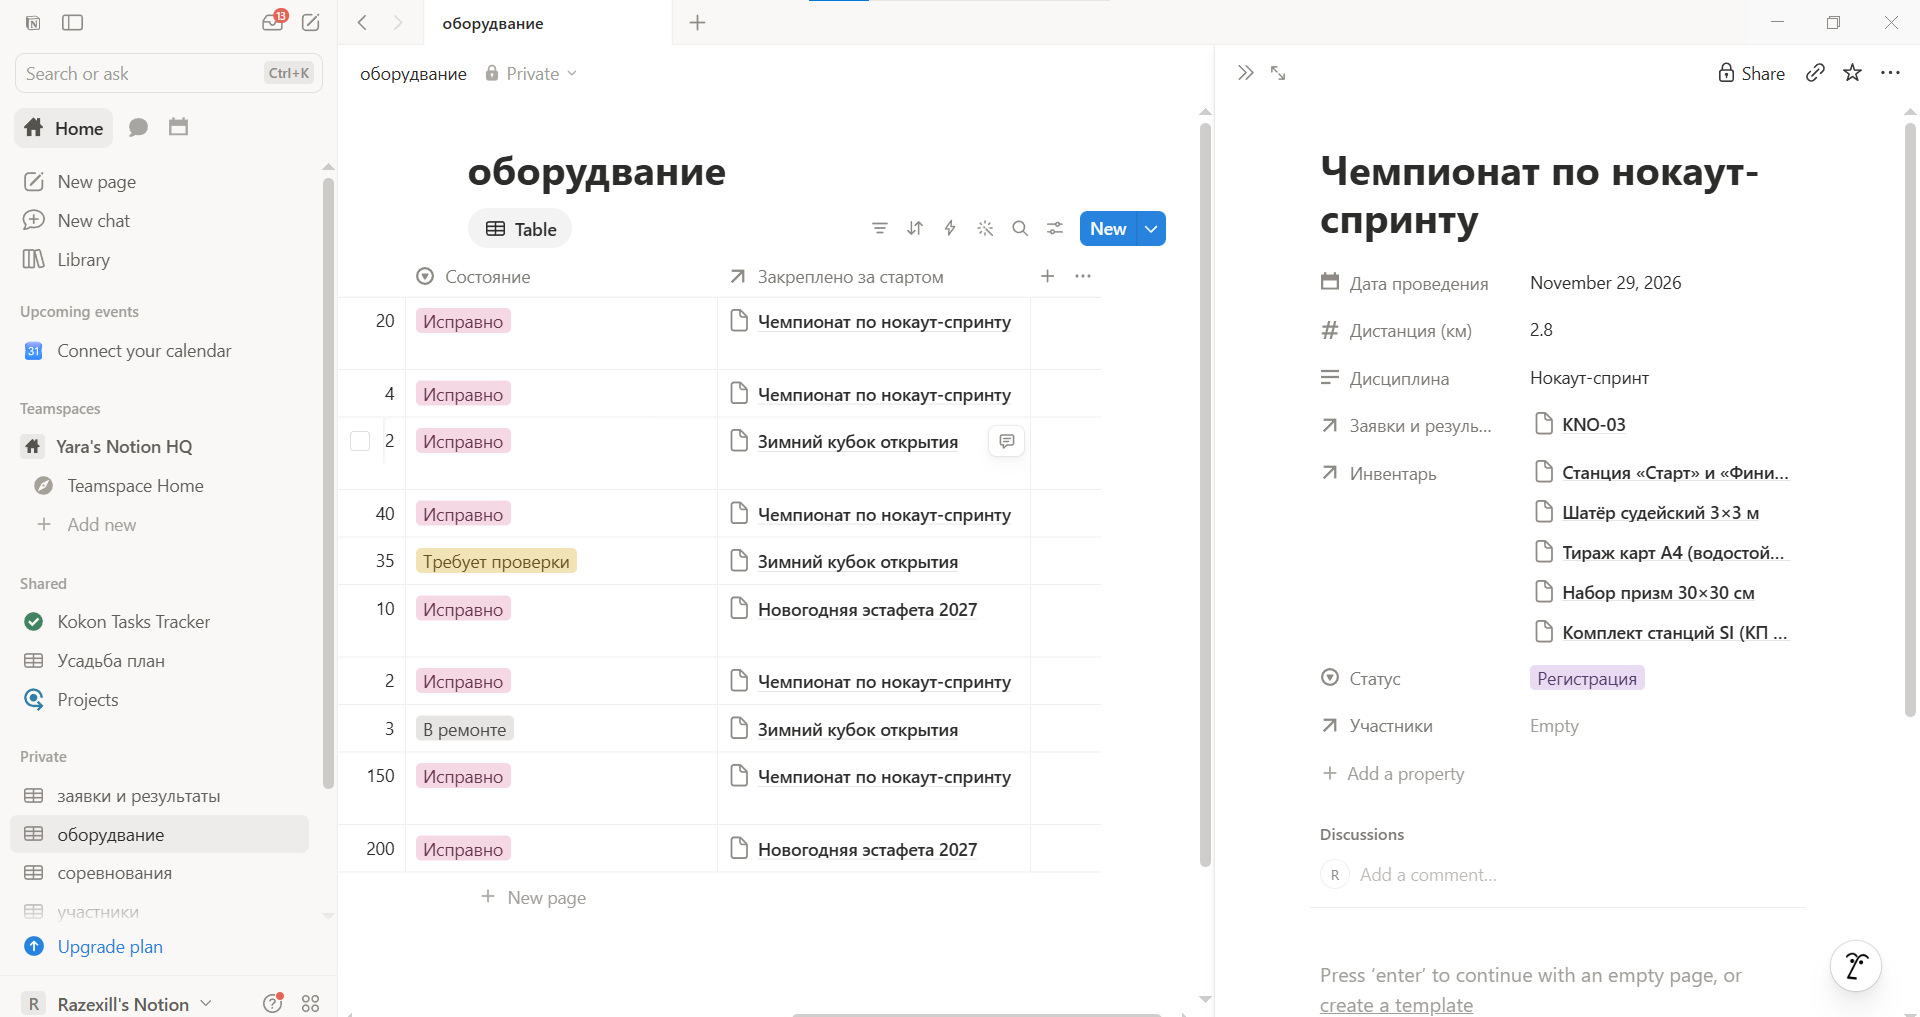 13
оборудвание
Search or ask
Ctrl+K
Home
New page
New chat
Library
Upcoming events
31
Connect your calendar
Teamspaces
Yara's Notion HQ
Teamspace Home
Add new
Shared
Kokon Tasks Tracker
Усадьба план
Projects
Private
заявки и результаты
оборудвание
соревнования
участники
Upgrade plan
R
Razexill's Notion
оборудвание
Private
оборудвание
Table
New
Состояние
Закреплено за стартом
20 Исправно Чемпионат по нокаут-спринту
4 Исправно Чемпионат по нокаут-спринту
2 Исправно Зимний кубок открытия
40 Исправно Чемпионат по нокаут-спринту
35 Требует проверки Зимний кубок открытия
10 Исправно Новогодняя эстафета 2027
2 Исправно Чемпионат по нокаут-спринту
3 В ремонте Зимний кубок открытия
150 Исправно Чемпионат по нокаут-спринту
200 Исправно Новогодняя эстафета 2027
New page
Share
Чемпионат по нокаут-
спринту
Дата проведения November 29, 2026
Дистанция (км) 2.8
Дисциплина Нокаут-спринт
Заявки и резуль... KNO-03
Инвентарь Станция «Старт» и «Фини...
Шатёр судейский 3×3 м
Тираж карт А4 (водостой...
Набор призм 30×30 см
Комплект станций SI (КП ...
Статус Регистрация
Участники Empty
Add a property
Discussions
R Add a comment...
Press ‘enter’ to continue with an empty page, or
create a template